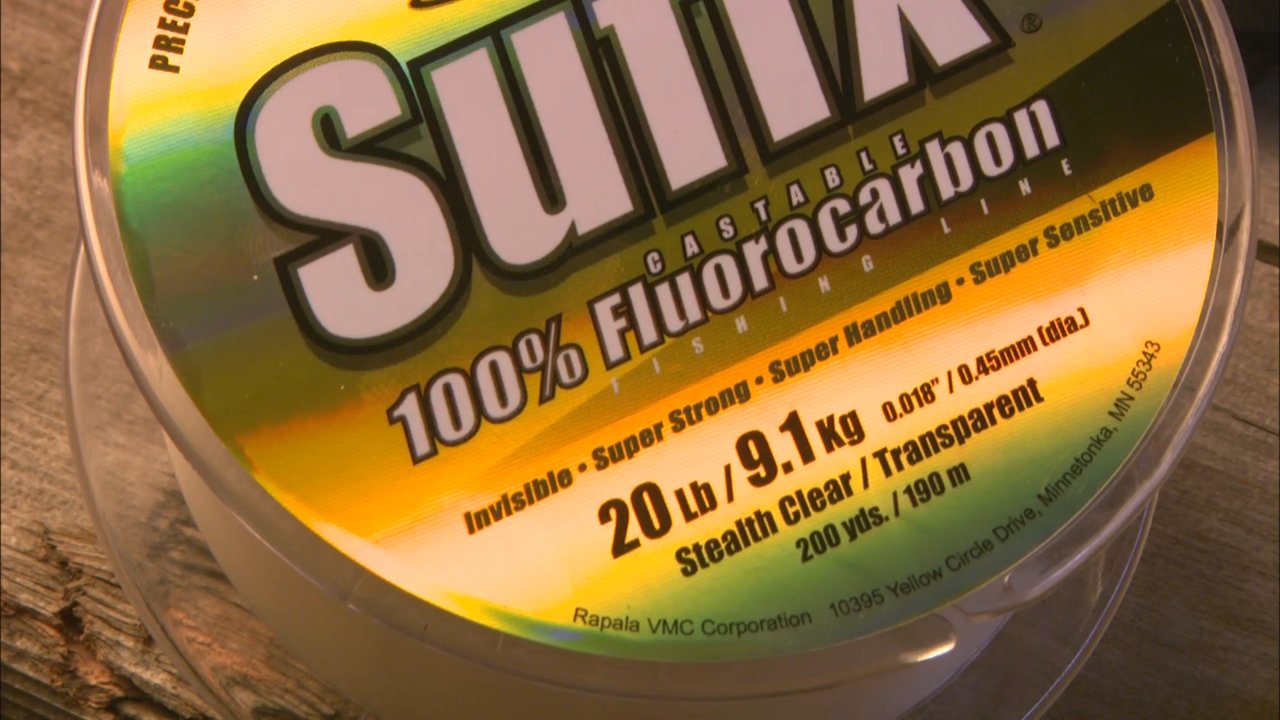 PREC
Sufix®
CASTABLE
100% Fluorocarbon
FISHING LINE
Invisible • Super Strong • Super Handling • Super Sensitive
20 Lb / 9.1 Kg 0.018" / 0.45mm (dia.)
Stealth Clear / Transparent
200 yds. / 190 m
Rapala VMC Corporation 10395 Yellow Circle Drive, Minnetonka, MN 55343